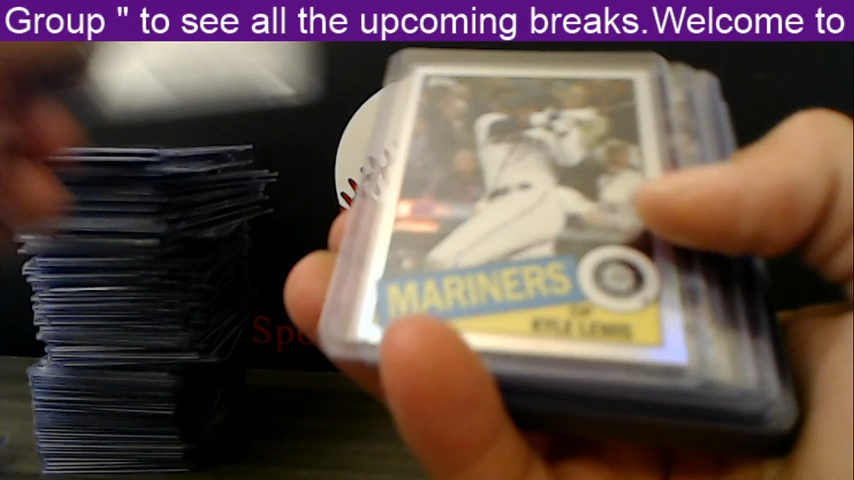 Group " to see all the upcoming breaks.Welcome to
MARINERS
KYLE LEWIS